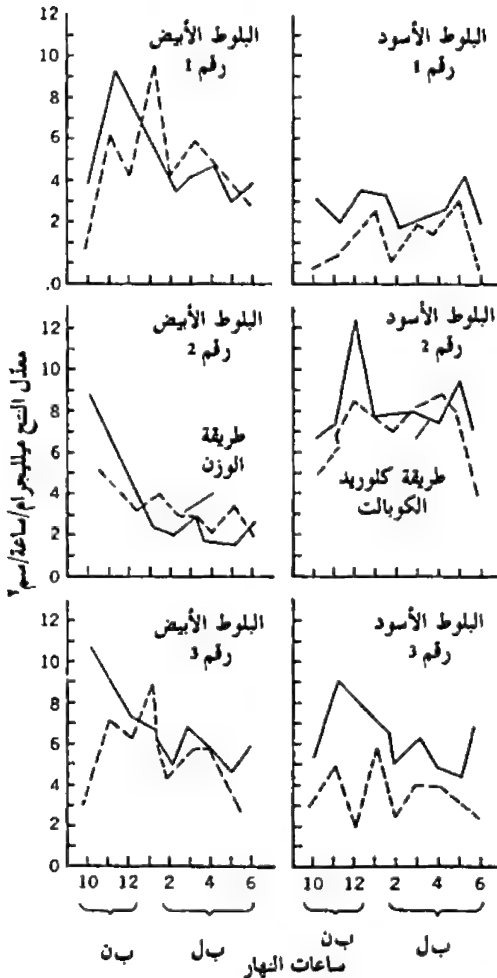 البلوط الأبيض
رقم 1
البلوط الأسود
رقم 1
12
10
8
6
4
2
.0
البلوط الأبيض
رقم 2
طريقة
الوزن
البلوط الأسود
رقم 2
طريقة كلوريد
الكوبالت
12
10
8
6
4
2
0
معدّل النتح ميلليجرام/ساعة/سم٢
البلوط الأبيض
رقم 3
البلوط الأسود
رقم 3
12
10
8
6
4
2
0
10 12 2 4 6
10 12 2 4 6
ب ن
ب ل
ب ن
ب ل
ساعات النهار